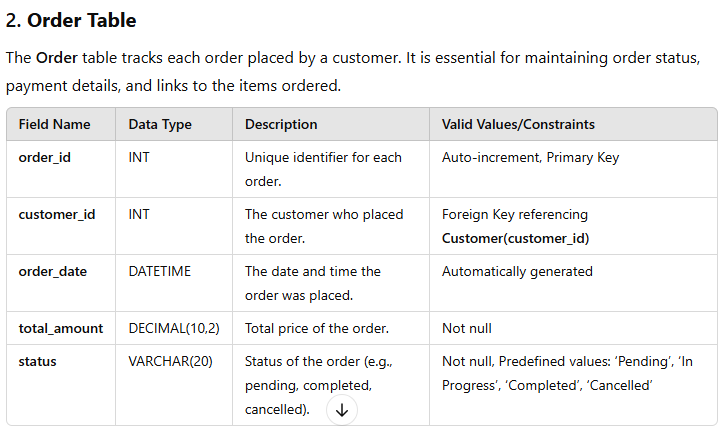 2. Order Table
The Order table tracks each order placed by a customer. It is essential for maintaining order status,
payment details, and links to the items ordered.
Field Name Data Type Description Valid Values/Constraints
order_id INT Unique identifier for each Auto-increment, Primary Key
order.
customer_id INT The customer who placed Foreign Key referencing
the order. Customer(customer_id)
order_date DATETIME The date and time the Automatically generated
order was placed.
total_amount DECIMAL(10,2) Total price of the order. Not null
status VARCHAR(20) Status of the order (e.g., Not null, Predefined values: ‘Pending’, ‘In
pending, completed, Progress’, ‘Completed’, ‘Cancelled’
cancelled).